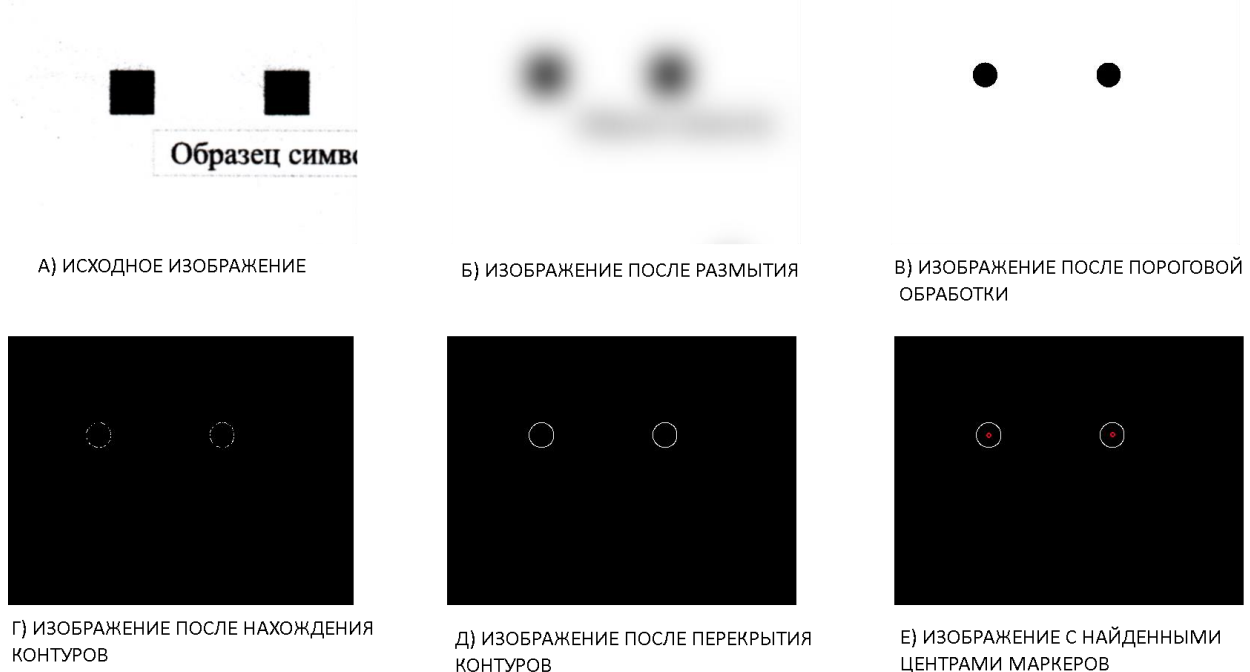 Образец симво
А) ИСХОДНОЕ ИЗОБРАЖЕНИЕ
Б) ИЗОБРАЖЕНИЕ ПОСЛЕ РАЗМЫТИЯ
В) ИЗОБРАЖЕНИЕ ПОСЛЕ ПОРОГОВОЙ
ОБРАБОТКИ
Г) ИЗОБРАЖЕНИЕ ПОСЛЕ НАХОЖДЕНИЯ
КОНТУРОВ
Д) ИЗОБРАЖЕНИЕ ПОСЛЕ ПЕРЕКРЫТИЯ
КОНТУРОВ
Е) ИЗОБРАЖЕНИЕ С НАЙДЕННЫМИ
ЦЕНТРАМИ МАРКЕРОВ